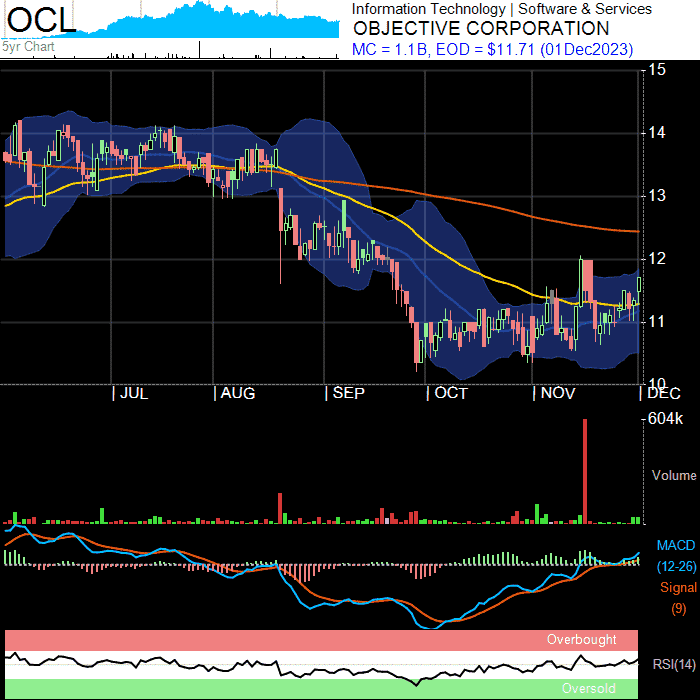 OCL
5yr Chart
Information Technology | Software & Services
OBJECTIVE CORPORATION
MC = 1.1B, EOD = $11.71 (01Dec2023)
15
14
13
12
11
10
JUL
AUG
SEP
OCT
NOV
DEC
604k
Volume
MACD
(12-26)
Signal
(9)
Overbought
RSI(14)
Oversold